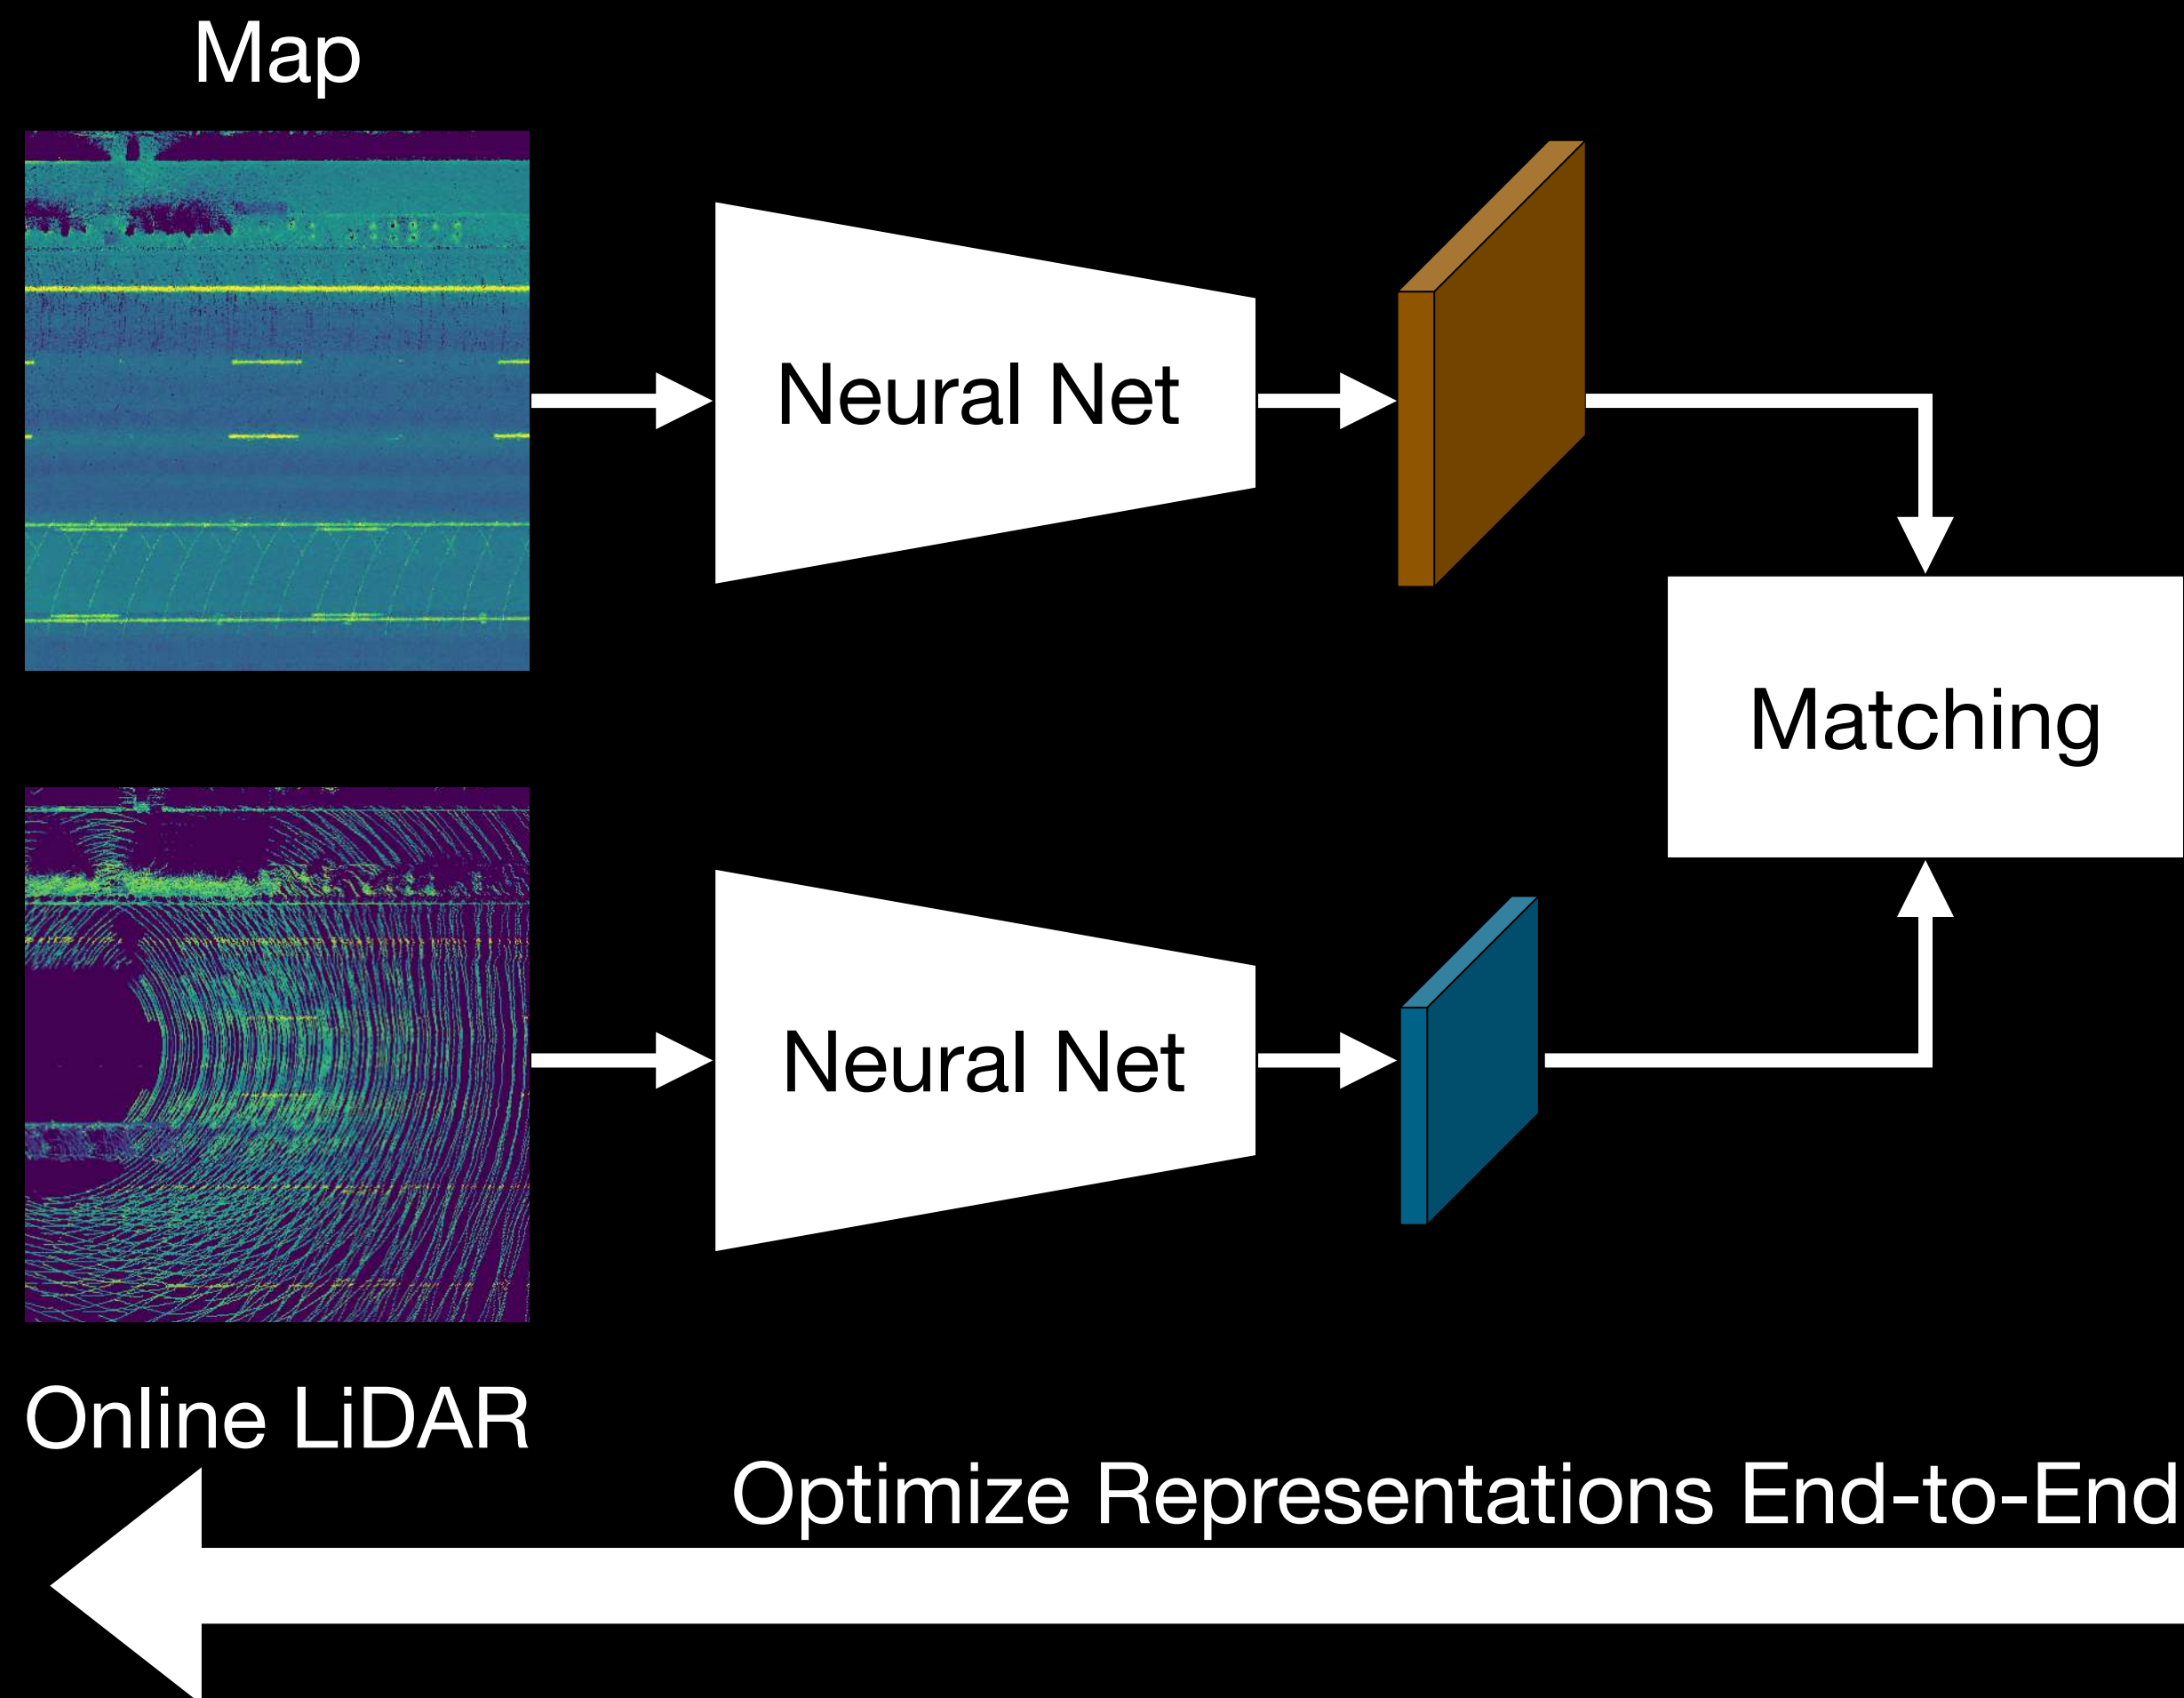 Map
Neural Net
Matching
Neural Net
Online LiDAR
Optimize Representations End-to-End